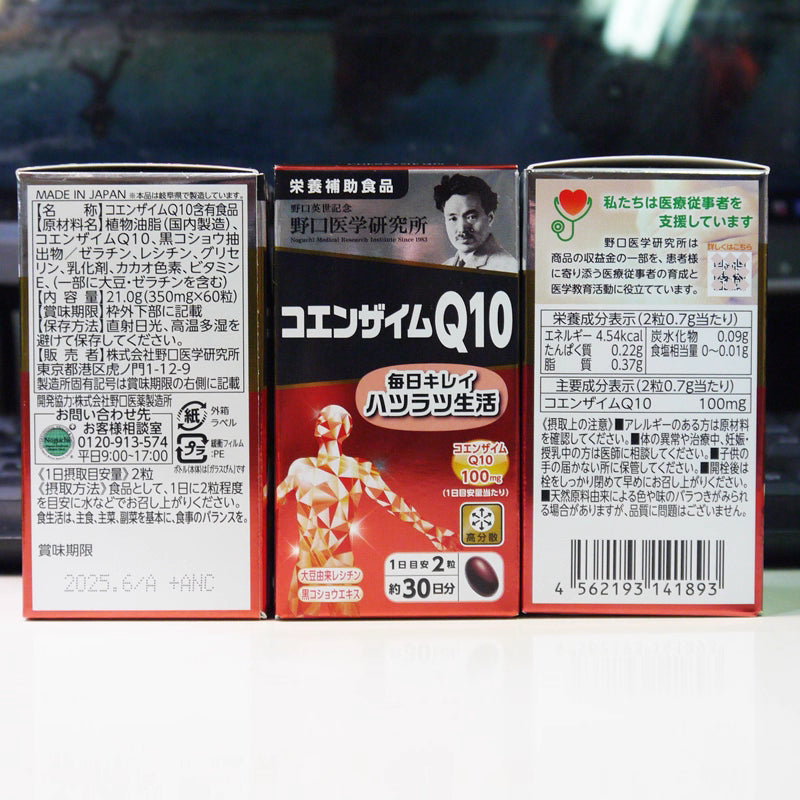 MADE IN JAPAN ※本品は岐阜県で製造しています。
【名　　称】コエンザイムQ10含有食品
【原材料名】植物油脂(国内製造)、
コエンザイムQ10、黒コショウ抽
出物／ゼラチン、レシチン、グリセ
リン、乳化剤、カカオ色素、ビタミン
E、(一部に大豆・ゼラチンを含む)
【内 容 量】21.0g(350mg×60粒)
【賞味期限】枠外下部に記載
【保存方法】直射日光、高温多湿を
避けて保存してください。
【販 売 者】株式会社野口医学研究所
東京都港区虎ノ門1-12-9
製造所固有記号は賞味期限の右側に記載
開発協力:株式会社野口医薬製造所
お問い合わせ先
お客様相談室
0120-913-574
平日9:00-17:00
Noguchi
紙
外箱
ラベル
プラ
緩衝フィルム
:PE
ボトル(本体)は「ガラスびん」です
《1日摂取目安量》2粒
《摂取方法》食品として、1日に2粒程度
を目安に水などでお召し上がりください。
食生活は、主食、主菜、副菜を基本に、食事のバランスを。
賞味期限
2025.6/A +ANC
栄養補助食品
野口英世記念
野口医学研究所
Noguchi Medical Research Institute Since 1983
コエンザイムQ10
毎日キレイ
ハツラツ生活
コエンザイム
Q10
100mg
(1日目安量当たり)
高分散
大豆由来レシチン
黒コショウエキス
1日目安2粒
約30日分
私たちは医療従事者を
支援しています
野口医学研究所は
商品の収益金の一部を、患者様
に寄り添う医療従事者の育成と
医学教育活動に役立てています。
詳しくはこちら
栄養成分表示(2粒0.7g当たり)
エネルギー 4.54kcal 炭水化物 0.09g
たんぱく質 0.22g 食塩相当量 0〜0.01g
脂　　質 0.37g
主要成分表示(2粒0.7g当たり)
コエンザイムQ10 100mg
《摂取上の注意》■アレルギーのある方は原材料
を確認してください。■体の異常や治療中、妊娠・
授乳中の方は医師に相談してください。■子供の
手の届かない所に保管してください。■開栓後は
栓をしっかり閉めて早めにお召し上がりください。
■天然原料由来による色や味のバラつきがみられ
る場合がありますが、品質に問題はございません。
4 562193 141893